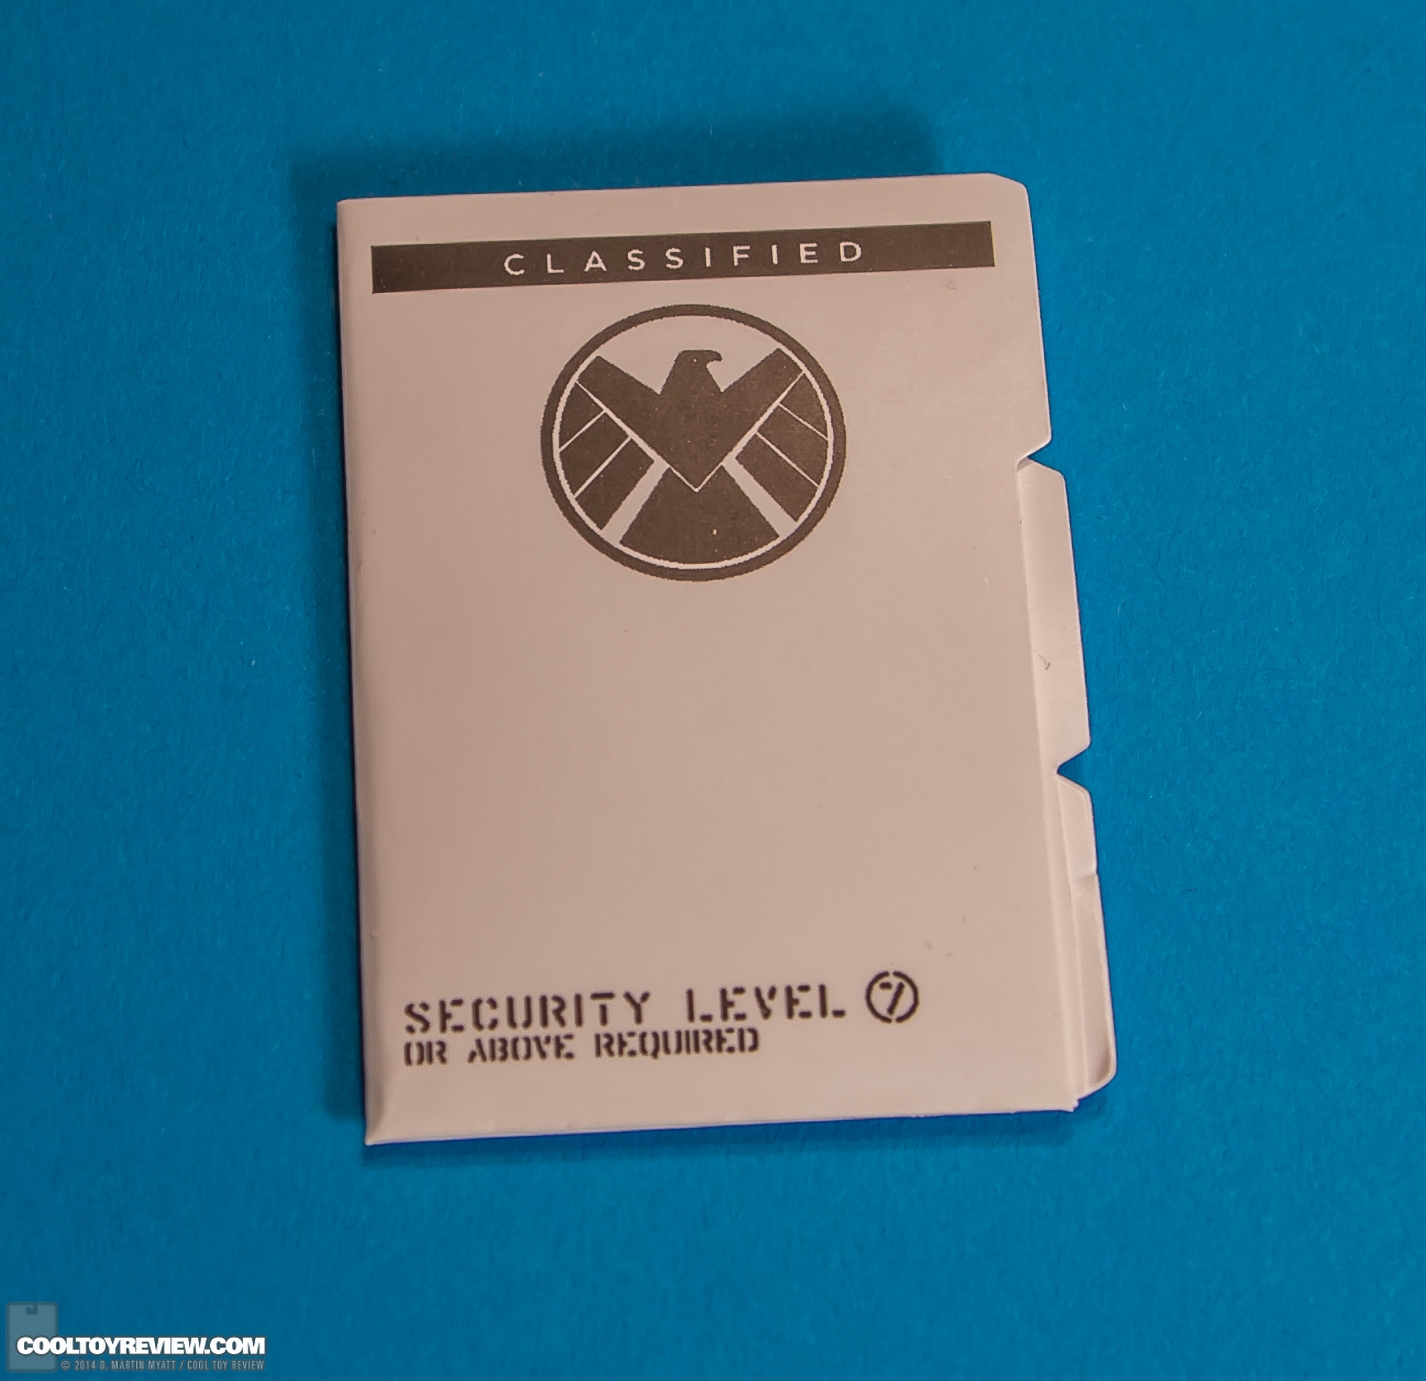 CLASSIFIED
SECURITY LEVEL 7
OR ABOVE REQUIRED
COOLTOYREVIEW.COM
© 2014 D. MARTIN MYATT / COOL TOY REVIEW